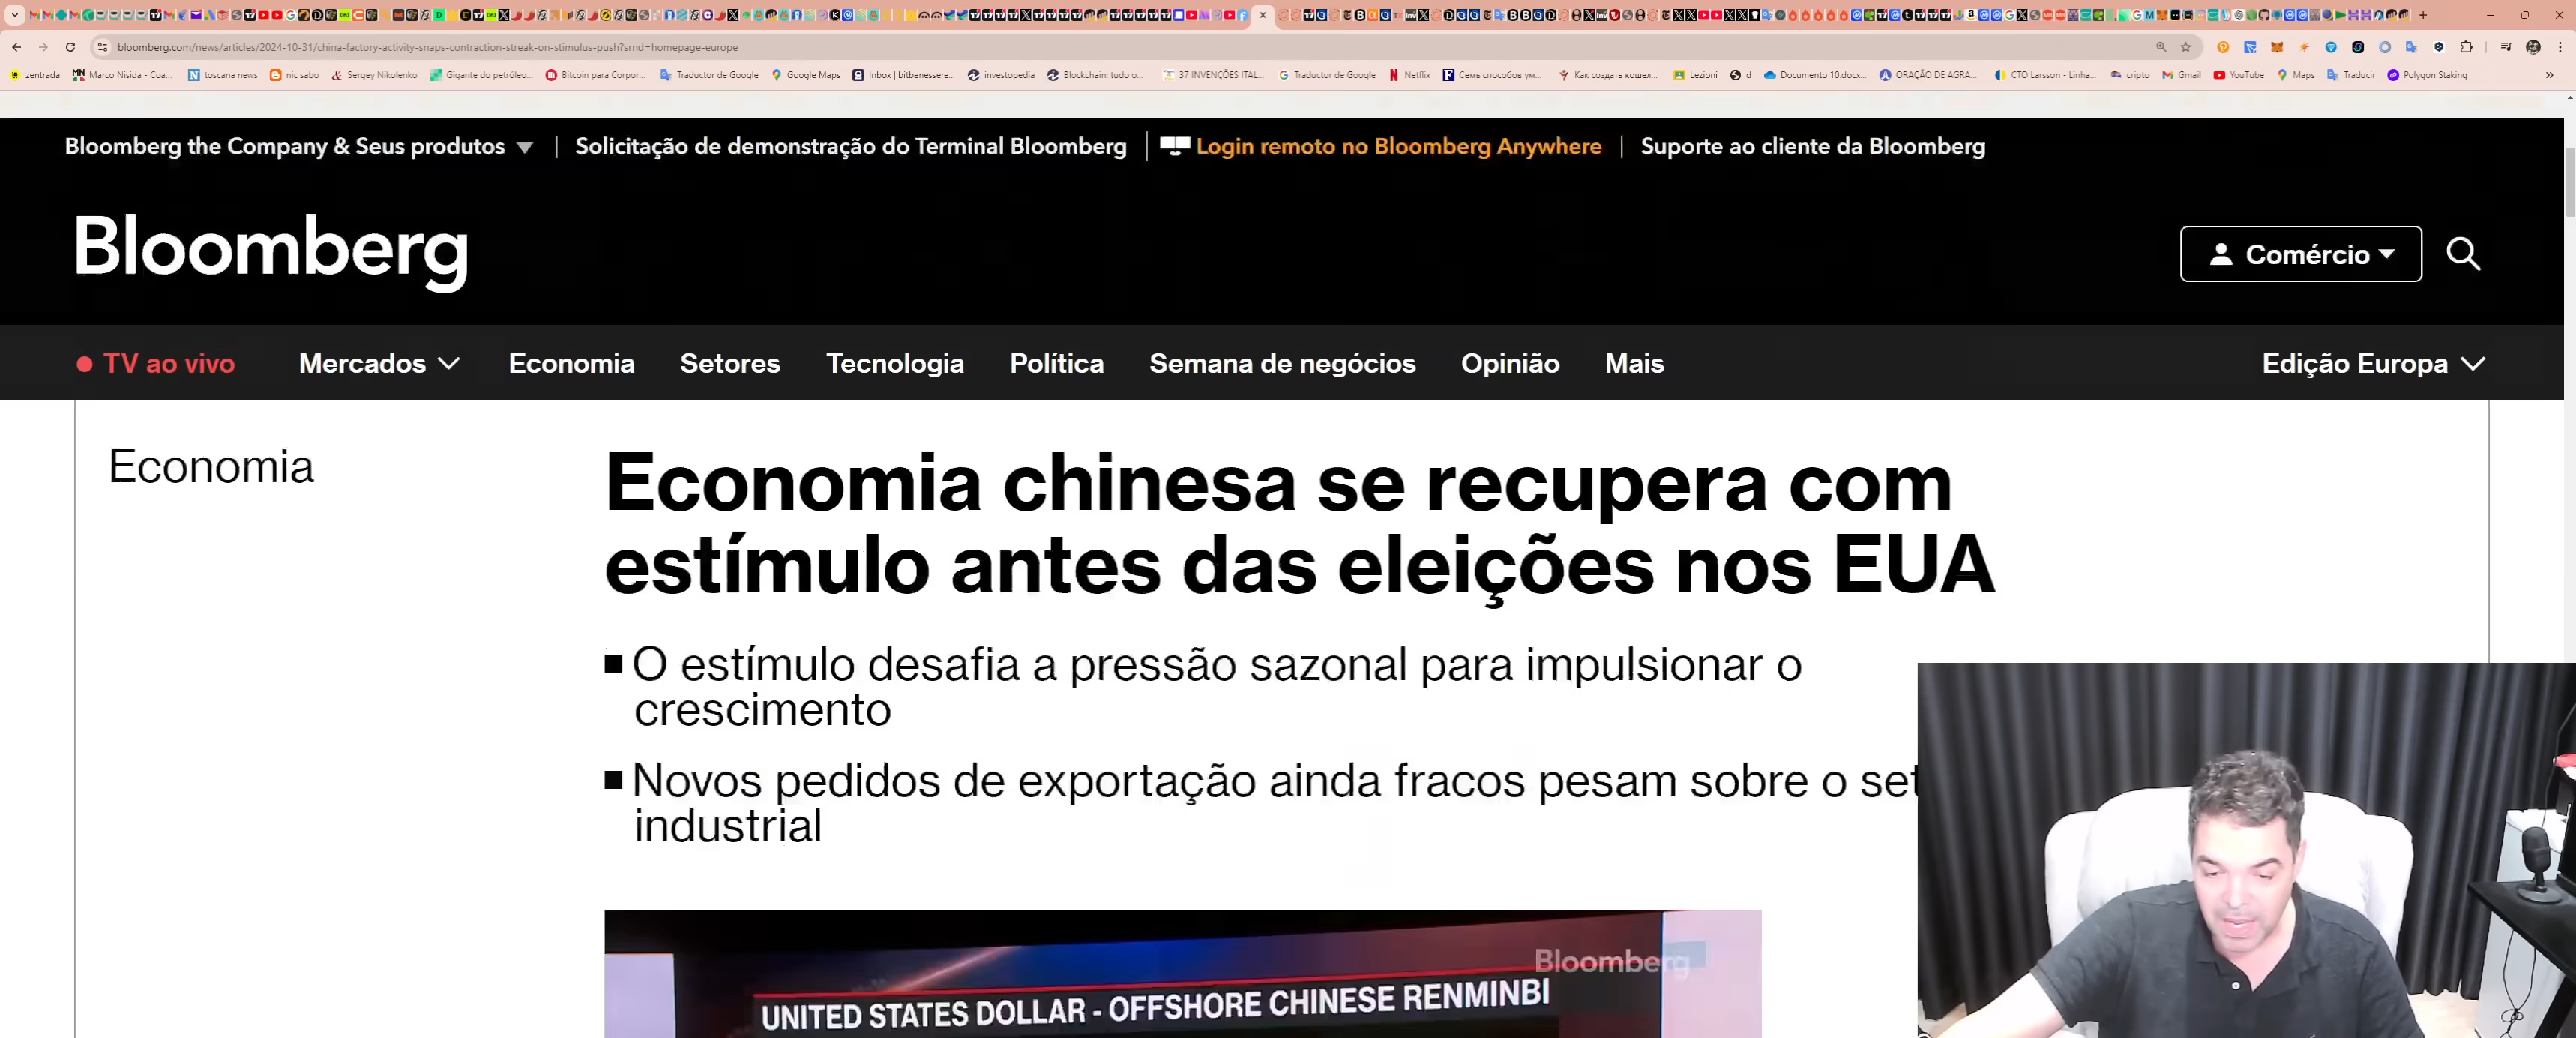 bloomberg.com/news/articles/2024-10-31/china-factory-activity-snaps-contraction-streak-on-stimulus-push?srnd=homepage-europe
zentrada
Marco Nisida - Coa...
toscana news
nic sabo
Sergey Nikolenko
Gigante do petróleo...
Bitcoin para Corpor...
Traductor de Google
Google Maps
Inbox | bitbenessere...
investopedia
Blockchain: tudo o...
37 INVENÇÕES ITAL...
Traductor de Google
Netflix
Семь способов ум...
Как создать кошел...
Lezioni
d
Documento 10.docx...
ORAÇÃO DE AGRA...
CTO Larsson - Linha...
cripto
Gmail
YouTube
Maps
Traducir
Polygon Staking
Bloomberg the Company & Seus produtos
Solicitação de demonstração do Terminal Bloomberg
Login remoto no Bloomberg Anywhere
Suporte ao cliente da Bloomberg
Bloomberg
Comércio
TV ao vivo
Mercados
Economia
Setores
Tecnologia
Política
Semana de negócios
Opinião
Mais
Edição Europa
Economia
Economia chinesa se recupera com
estímulo antes das eleições nos EUA
O estímulo desafia a pressão sazonal para impulsionar o
crescimento
Novos pedidos de exportação ainda fracos pesam sobre o set
industrial
Bloomberg
UNITED STATES DOLLAR - OFFSHORE CHINESE RENMINBI